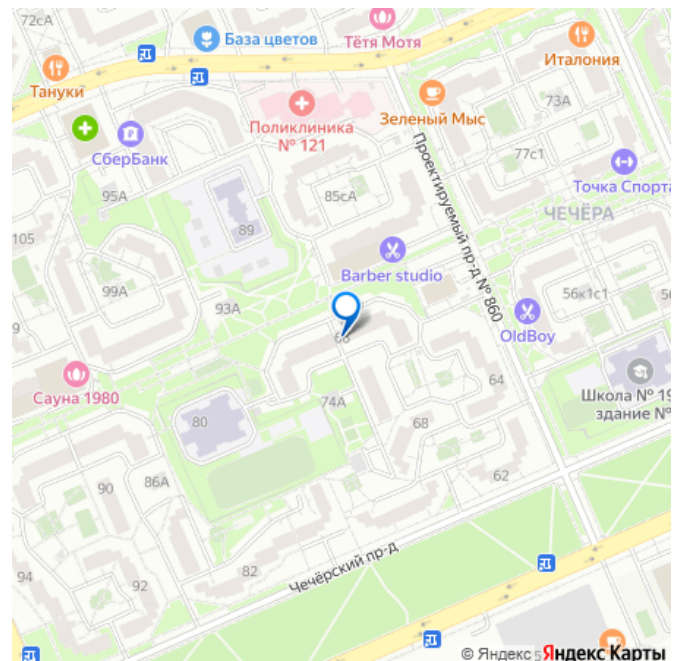 72сА
База цветов
Тётя Мотя
Италония
Тануки
Зеленый Мыс
73А
Поликлиника
№ 121
СберБанк
77с1
Точка Спорта
95А
85сА
ЧЕЧЁРА
89
105
Проектируемый пр-д № 860
Barber studio
99А
93А
56к1с1
OldBoy
Сауна 1980
64
Школа № 19
здание №
74А
80
68
62
90
86А
82
Чечёрский пр-д
94
92
© Яндекс
Яндекс Карты